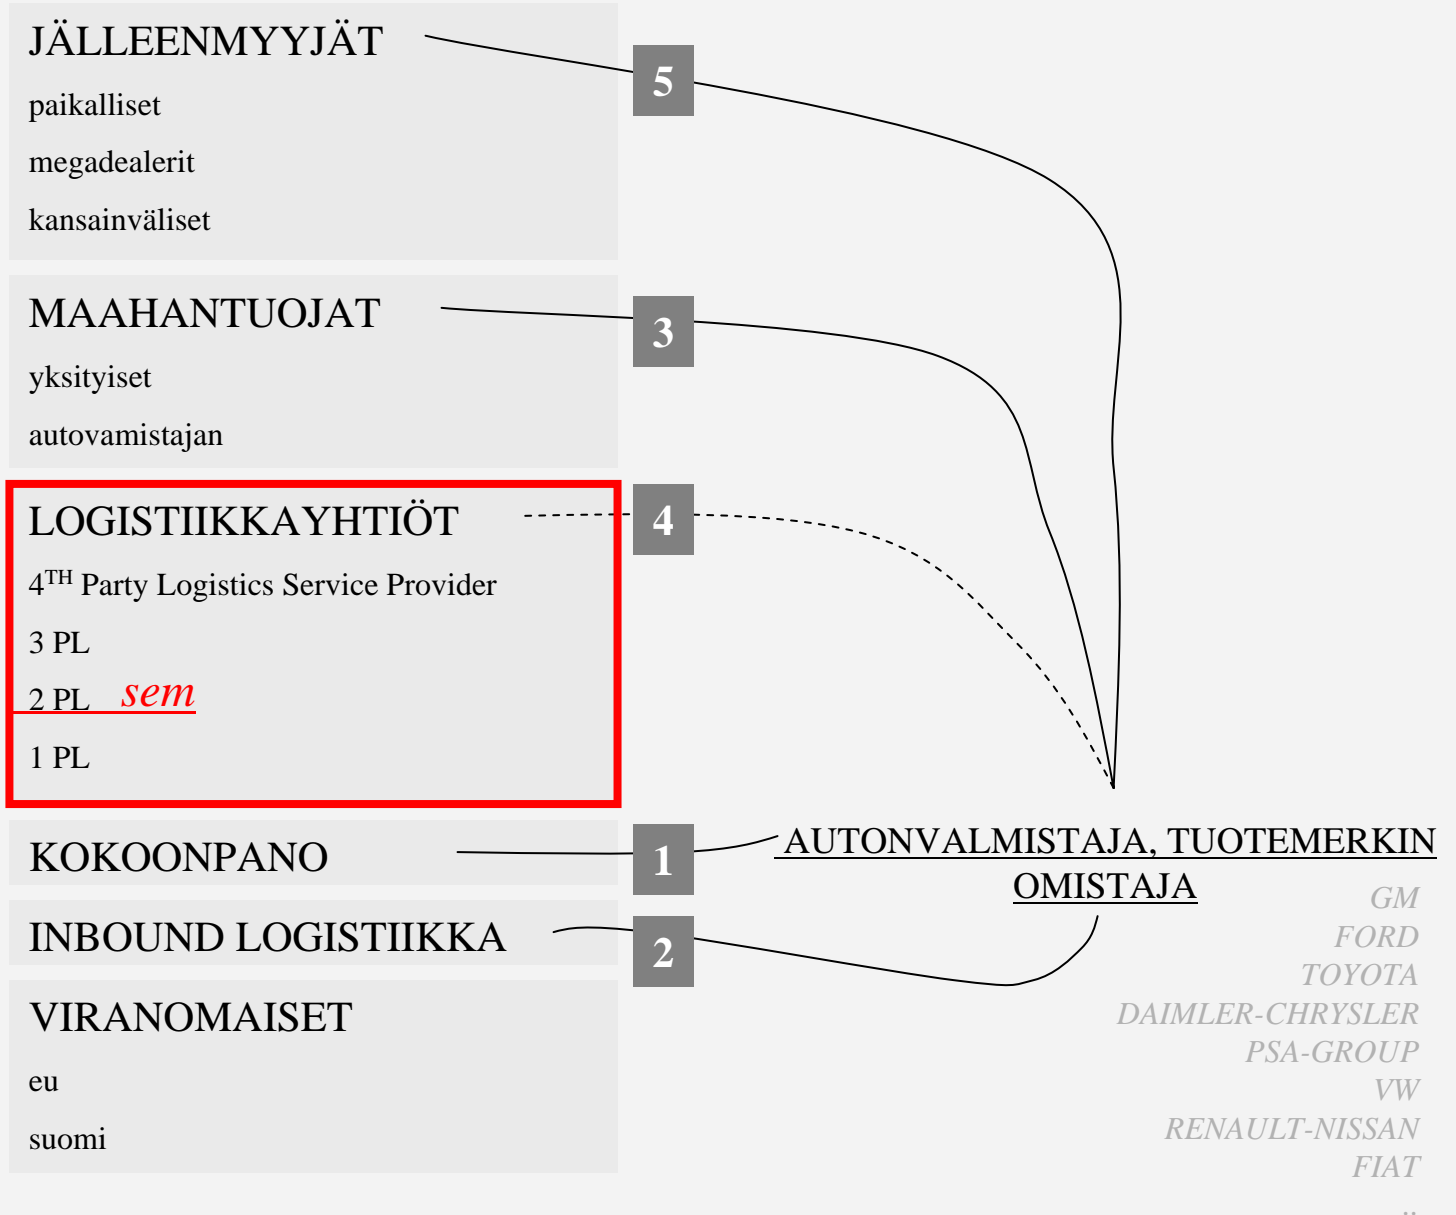 JÄLLEENMYYJÄT
paikalliset
megadealerit
kansainväliset
5
MAAHANTUOJAT
yksityiset
autovamistajan
3
LOGISTIIKKAYHTIÖT
4TH Party Logistics Service Provider
3 PL
2 PL sem
1 PL
4
KOKOONPANO
1
AUTONVALMISTAJA, TUOTEMERKIN
OMISTAJA
INBOUND LOGISTIIKKA
2
VIRANOMAISET
eu
suomi
GM
FORD
TOYOTA
DAIMLER-CHRYSLER
PSA-GROUP
VW
RENAULT-NISSAN
FIAT
..